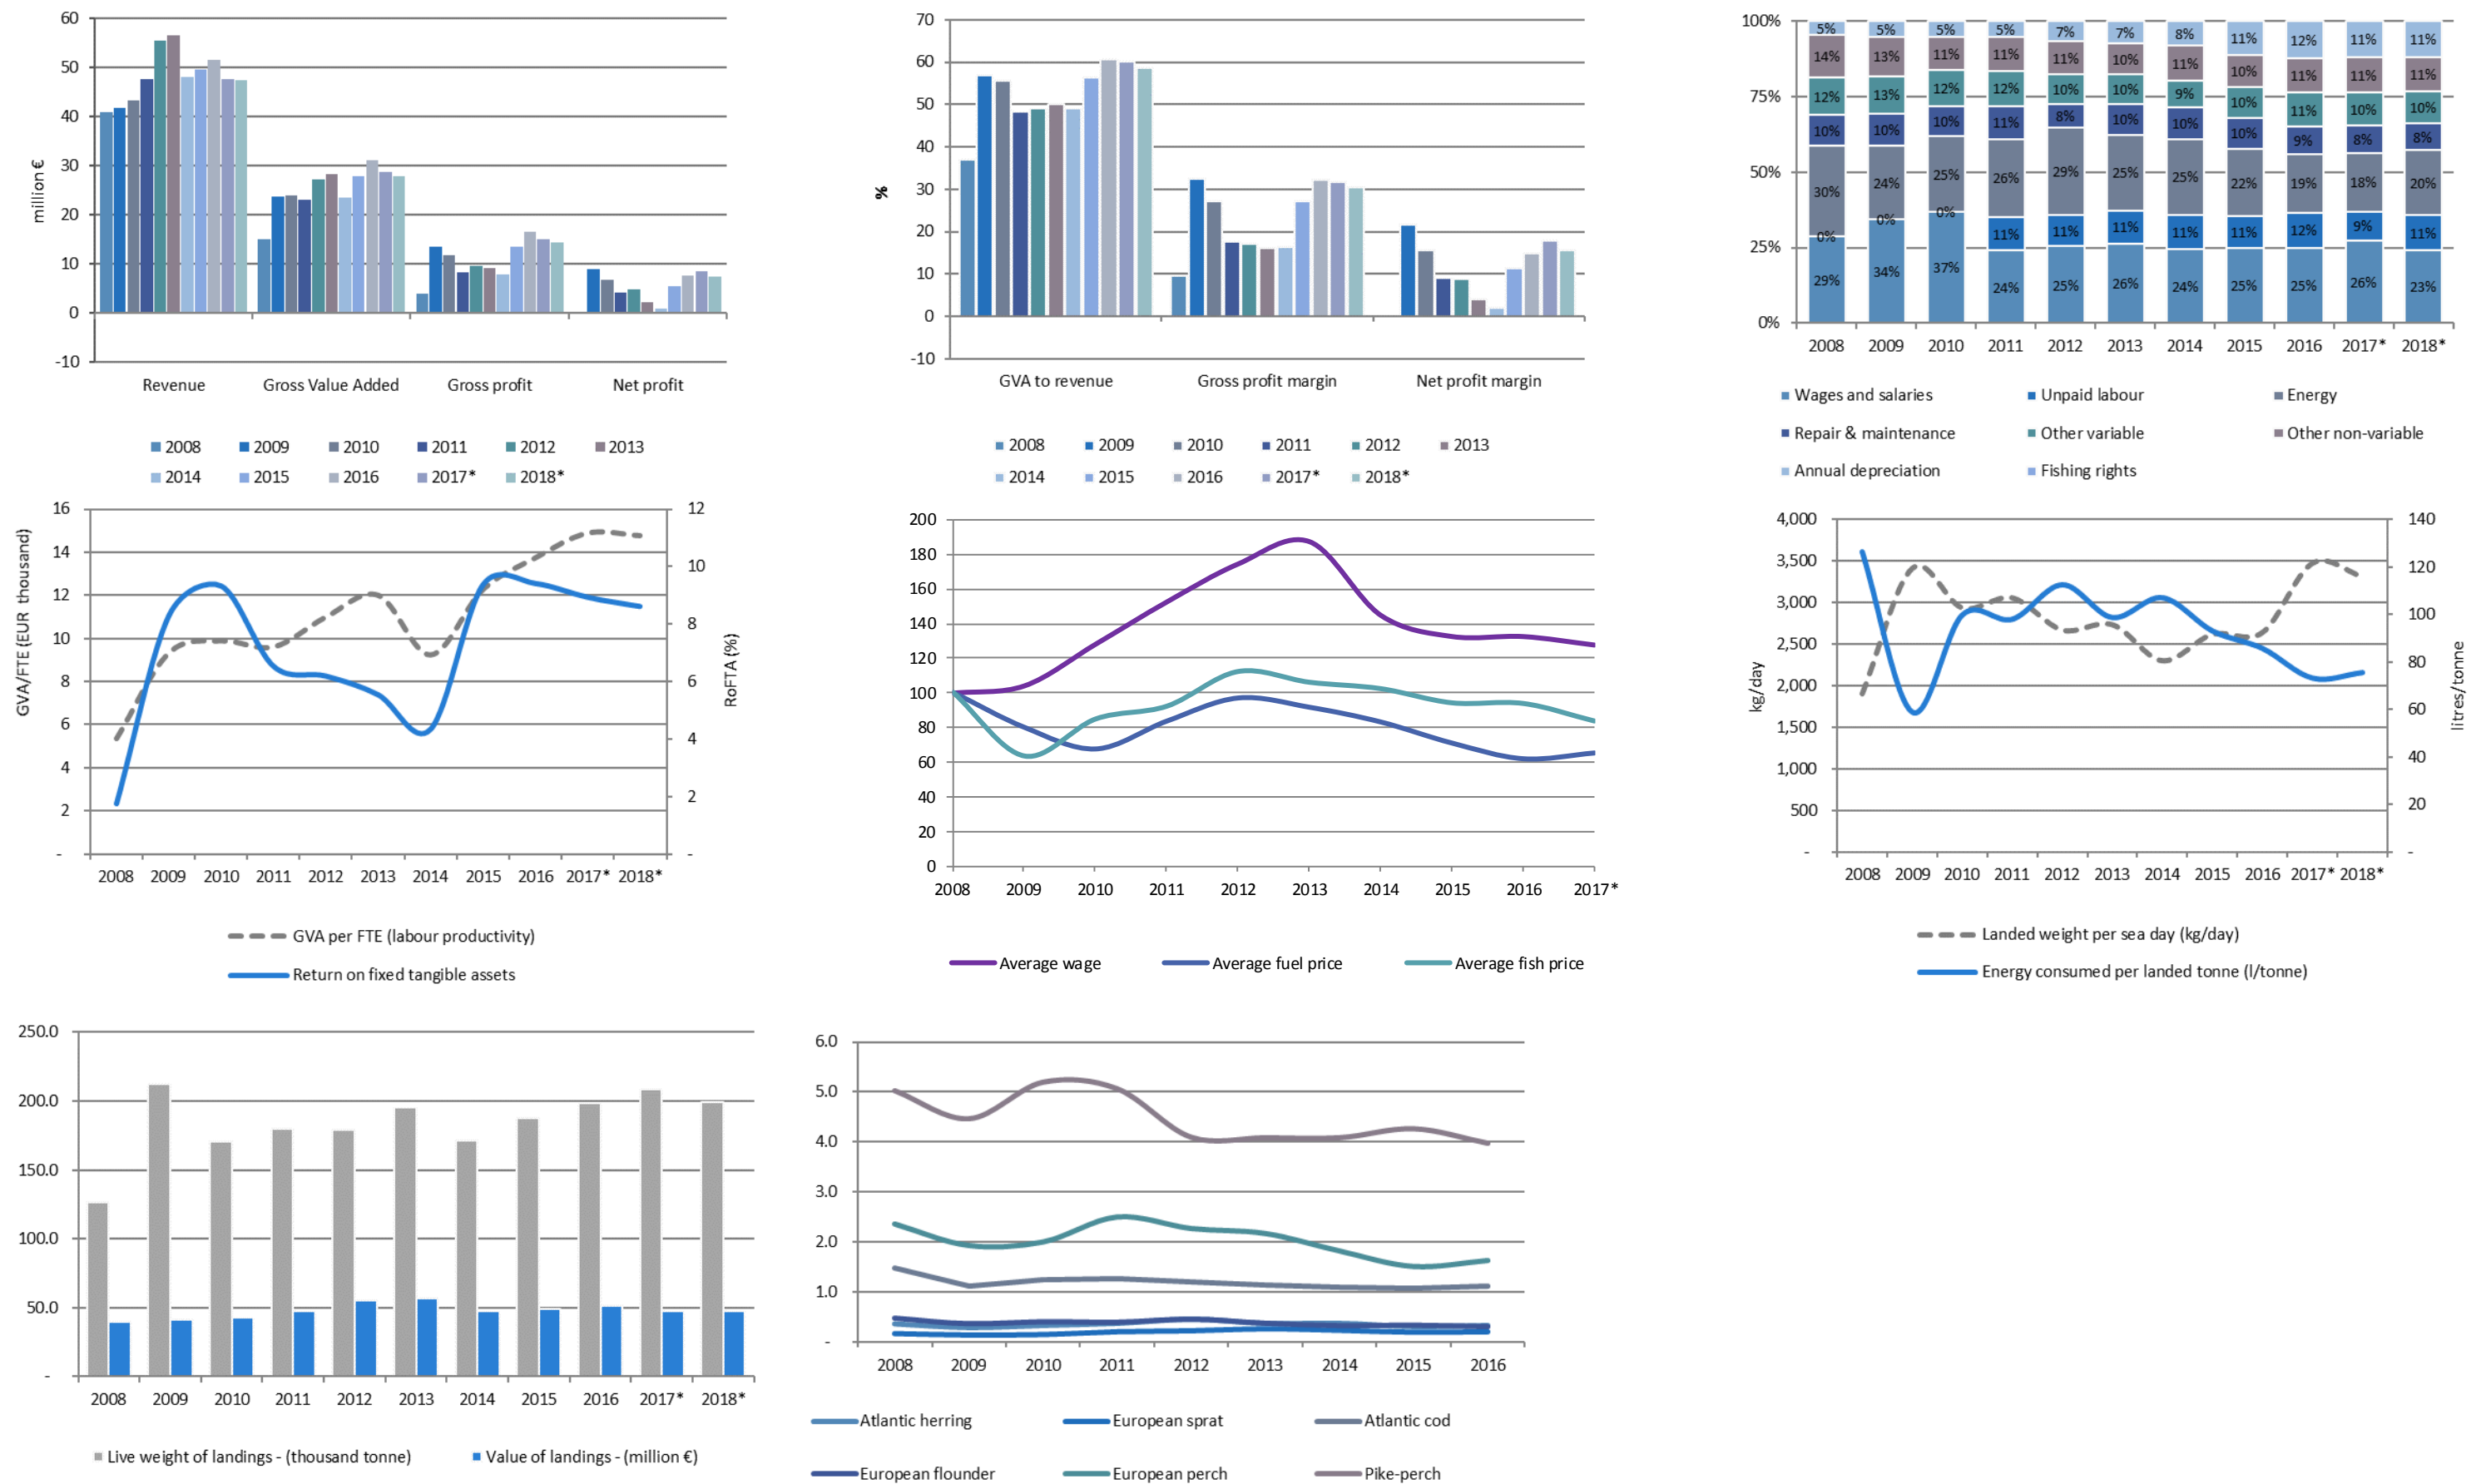 60
50
40
30
20
10
0
-10
million €
Revenue Gross Value Added Gross profit Net profit
2008 2009 2010 2011 2012 2013
2014 2015 2016 2017* 2018*
70
60
50
40
30
20
10
0
-10
%
GVA to revenue Gross profit margin Net profit margin
2008 2009 2010 2011 2012 2013
2014 2015 2016 2017* 2018*
100%
75%
50%
25%
0%
5% 5% 5% 5% 7% 7% 8% 11% 12% 11% 11%
14% 13% 11% 11% 11% 10% 11% 10% 11% 11% 11%
12% 13% 12% 12% 10% 10% 9% 10% 11% 10% 10%
10% 10% 10% 11% 8% 10% 10% 10% 9% 8% 8%
30% 24% 25% 26% 29% 25% 25% 22% 19% 18% 20%
0% 0% 0% 11% 11% 11% 11% 11% 12% 9% 11%
29% 34% 37% 24% 25% 26% 24% 25% 25% 26% 23%
2008 2009 2010 2011 2012 2013 2014 2015 2016 2017* 2018*
Wages and salaries Unpaid labour Energy
Repair & maintenance Other variable Other non-variable
Annual depreciation Fishing rights
16
14
12
10
8
6
4
2
-
GVA/FTE (EUR thousand)
12
10
8
6
4
2
-
RoFTA (%)
2008 2009 2010 2011 2012 2013 2014 2015 2016 2017* 2018*
GVA per FTE (labour productivity)
Return on fixed tangible assets
200
180
160
140
120
100
80
60
40
20
0
2008 2009 2010 2011 2012 2013 2014 2015 2016 2017*
Average wage Average fuel price Average fish price
4,000
3,500
3,000
2,500
2,000
1,500
1,000
500
-
kg/day
140
120
100
80
60
40
20
-
litres/tonne
2008 2009 2010 2011 2012 2013 2014 2015 2016 2017* 2018*
Landed weight per sea day (kg/day)
Energy consumed per landed tonne (l/tonne)
250.0
200.0
150.0
100.0
50.0
-
2008 2009 2010 2011 2012 2013 2014 2015 2016 2017* 2018*
Live weight of landings - (thousand tonne) Value of landings - (million €)
6.0
5.0
4.0
3.0
2.0
1.0
-
2008 2009 2010 2011 2012 2013 2014 2015 2016
Atlantic herring European sprat Atlantic cod
European flounder European perch Pike-perch